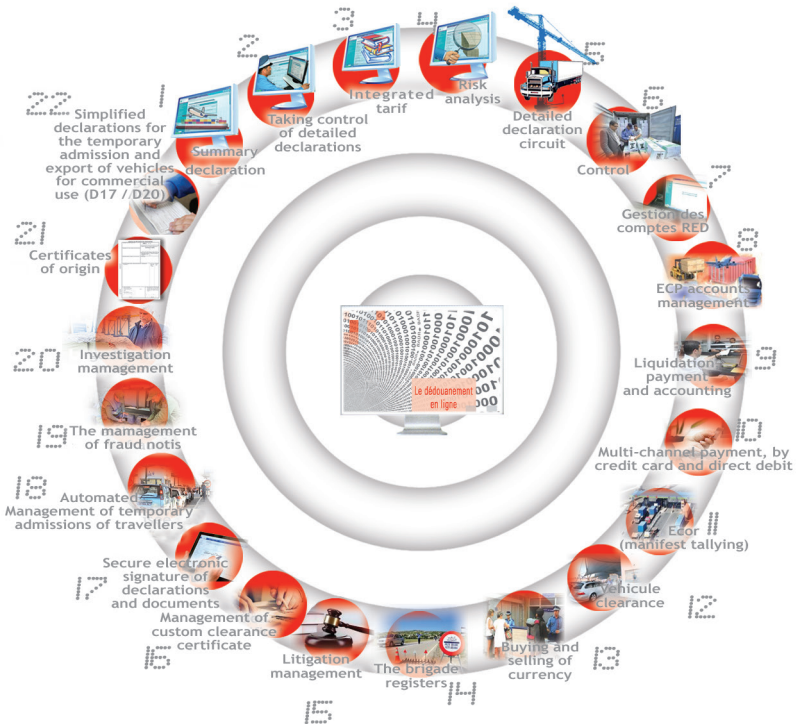 1
Summary
declaration
2
Taking control
of detailed
declarations
3
Integrated
tarif
4
Risk
analysis
5
Detailed
declaration
circuit
6
Control
7
Gestion des
comptes RED
8
ECP accounts
management
9
Liquidation
payment
and accounting
10
Multi-channel payment, by
credit card and direct debit
11
Ecor
(manifest tallying)
12
Vehicule
clearance
13
Buying and
selling of
currency
14
The brigade
registers
15
Litigation
management
16
Management of
custom clearance
certificate
17
Secure electronic
signature of
declarations
and documents
18
Automated
Management of temporary
admissions of travellers
19
The mamagement
of fraud notis
20
Investigation
management
21
Certificates
of origin
22
Simplified
declarations for
the temporary
admission and
export of vehicles
for commercial
use (D17 / D20)
Le dédouanement
en ligne